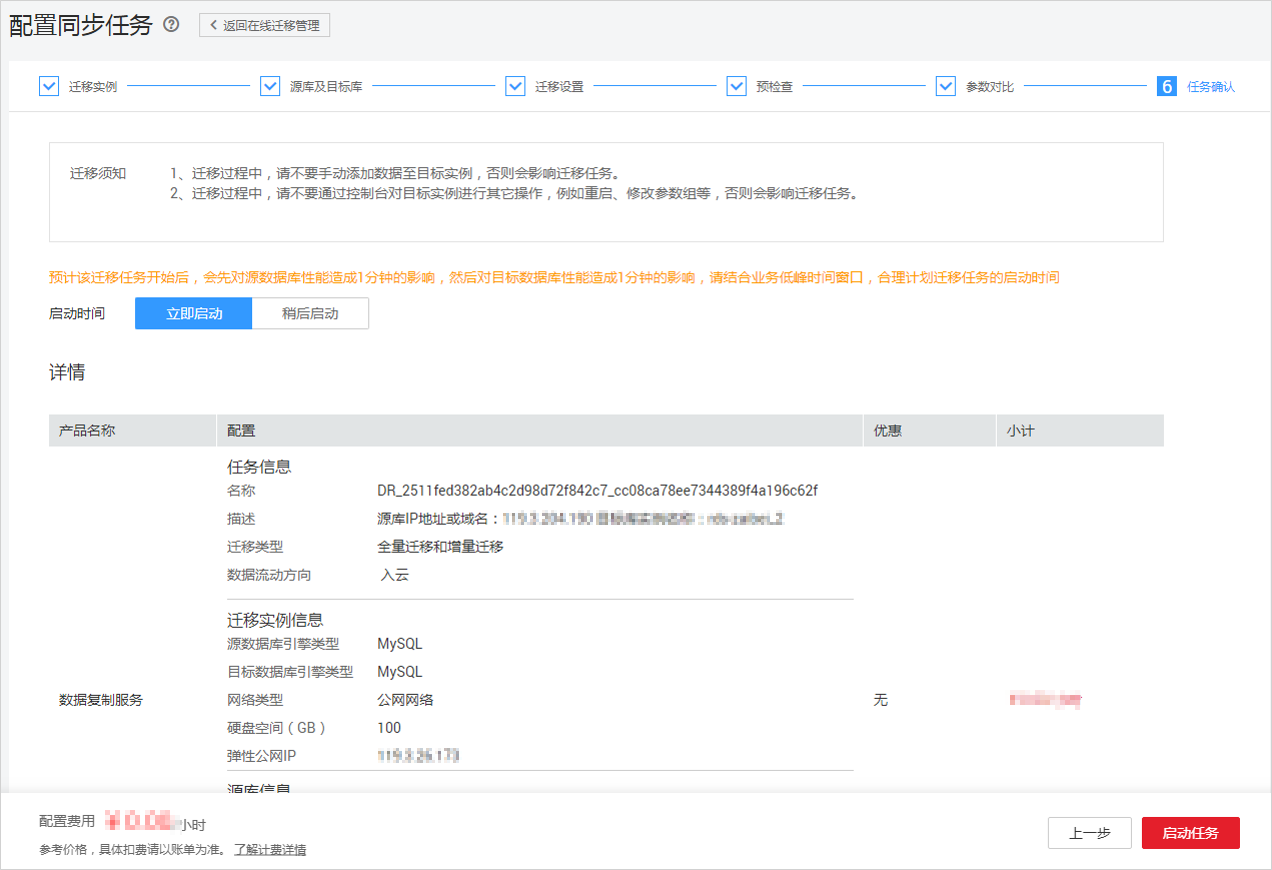 配置同步任务 ? 返回在线迁移管理
迁移实例 源库及目标库 迁移设置 预检查 参数对比 6 任务确认
迁移须知 1、迁移过程中，请不要手动添加数据至目标实例，否则会影响迁移任务。
2、迁移过程中，请不要通过控制台对目标实例进行其它操作，例如重启、修改参数组等，否则会影响迁移任务。
预计该迁移任务开始后，会先对源数据库性能造成1分钟的影响，然后对目标数据库性能造成1分钟的影响，请结合业务低峰时间窗口，合理计划迁移任务的启动时间
启动时间 立即启动 稍后启动
详情
产品名称 配置 优惠 小计
任务信息
名称 DR_2511fed382ab4c2d98d72f842c7_cc08ca78ee7344389f4a196c62f
描述 源库IP地址或域名：
迁移类型 全量迁移和增量迁移
数据流动方向 入云
迁移实例信息
源数据库引擎类型 MySQL
目标数据库引擎类型 MySQL
数据复制服务 网络类型 公网网络 无
硬盘空间（GB） 100
弹性公网IP
源库信息
配置费用 小时
参考价格，具体扣费请以账单为准。 了解计费详情
上一步 启动任务